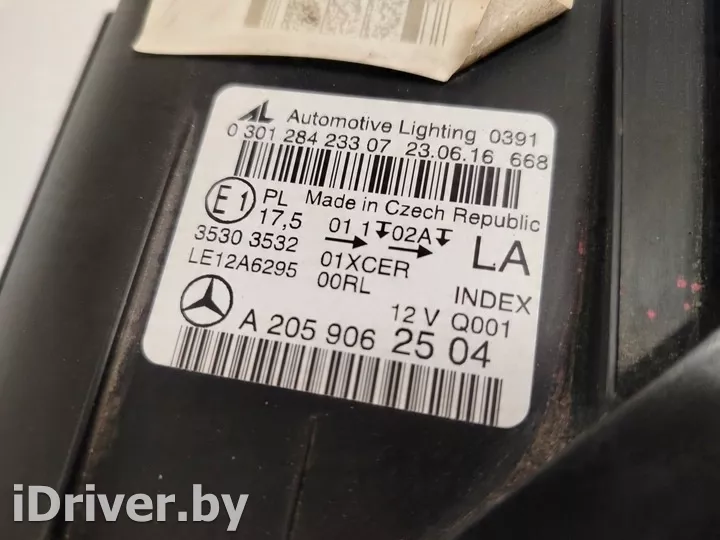 AL Automotive Lighting 0391
0 301 284 233 07 23.06.16 668
E1 PL 17,5 Made in Czech Republic
01 1 02A LA
3530 3532 01XCER
LE12A6295 00RL INDEX
12 V Q001
A 205 906 25 04
iDriver.by